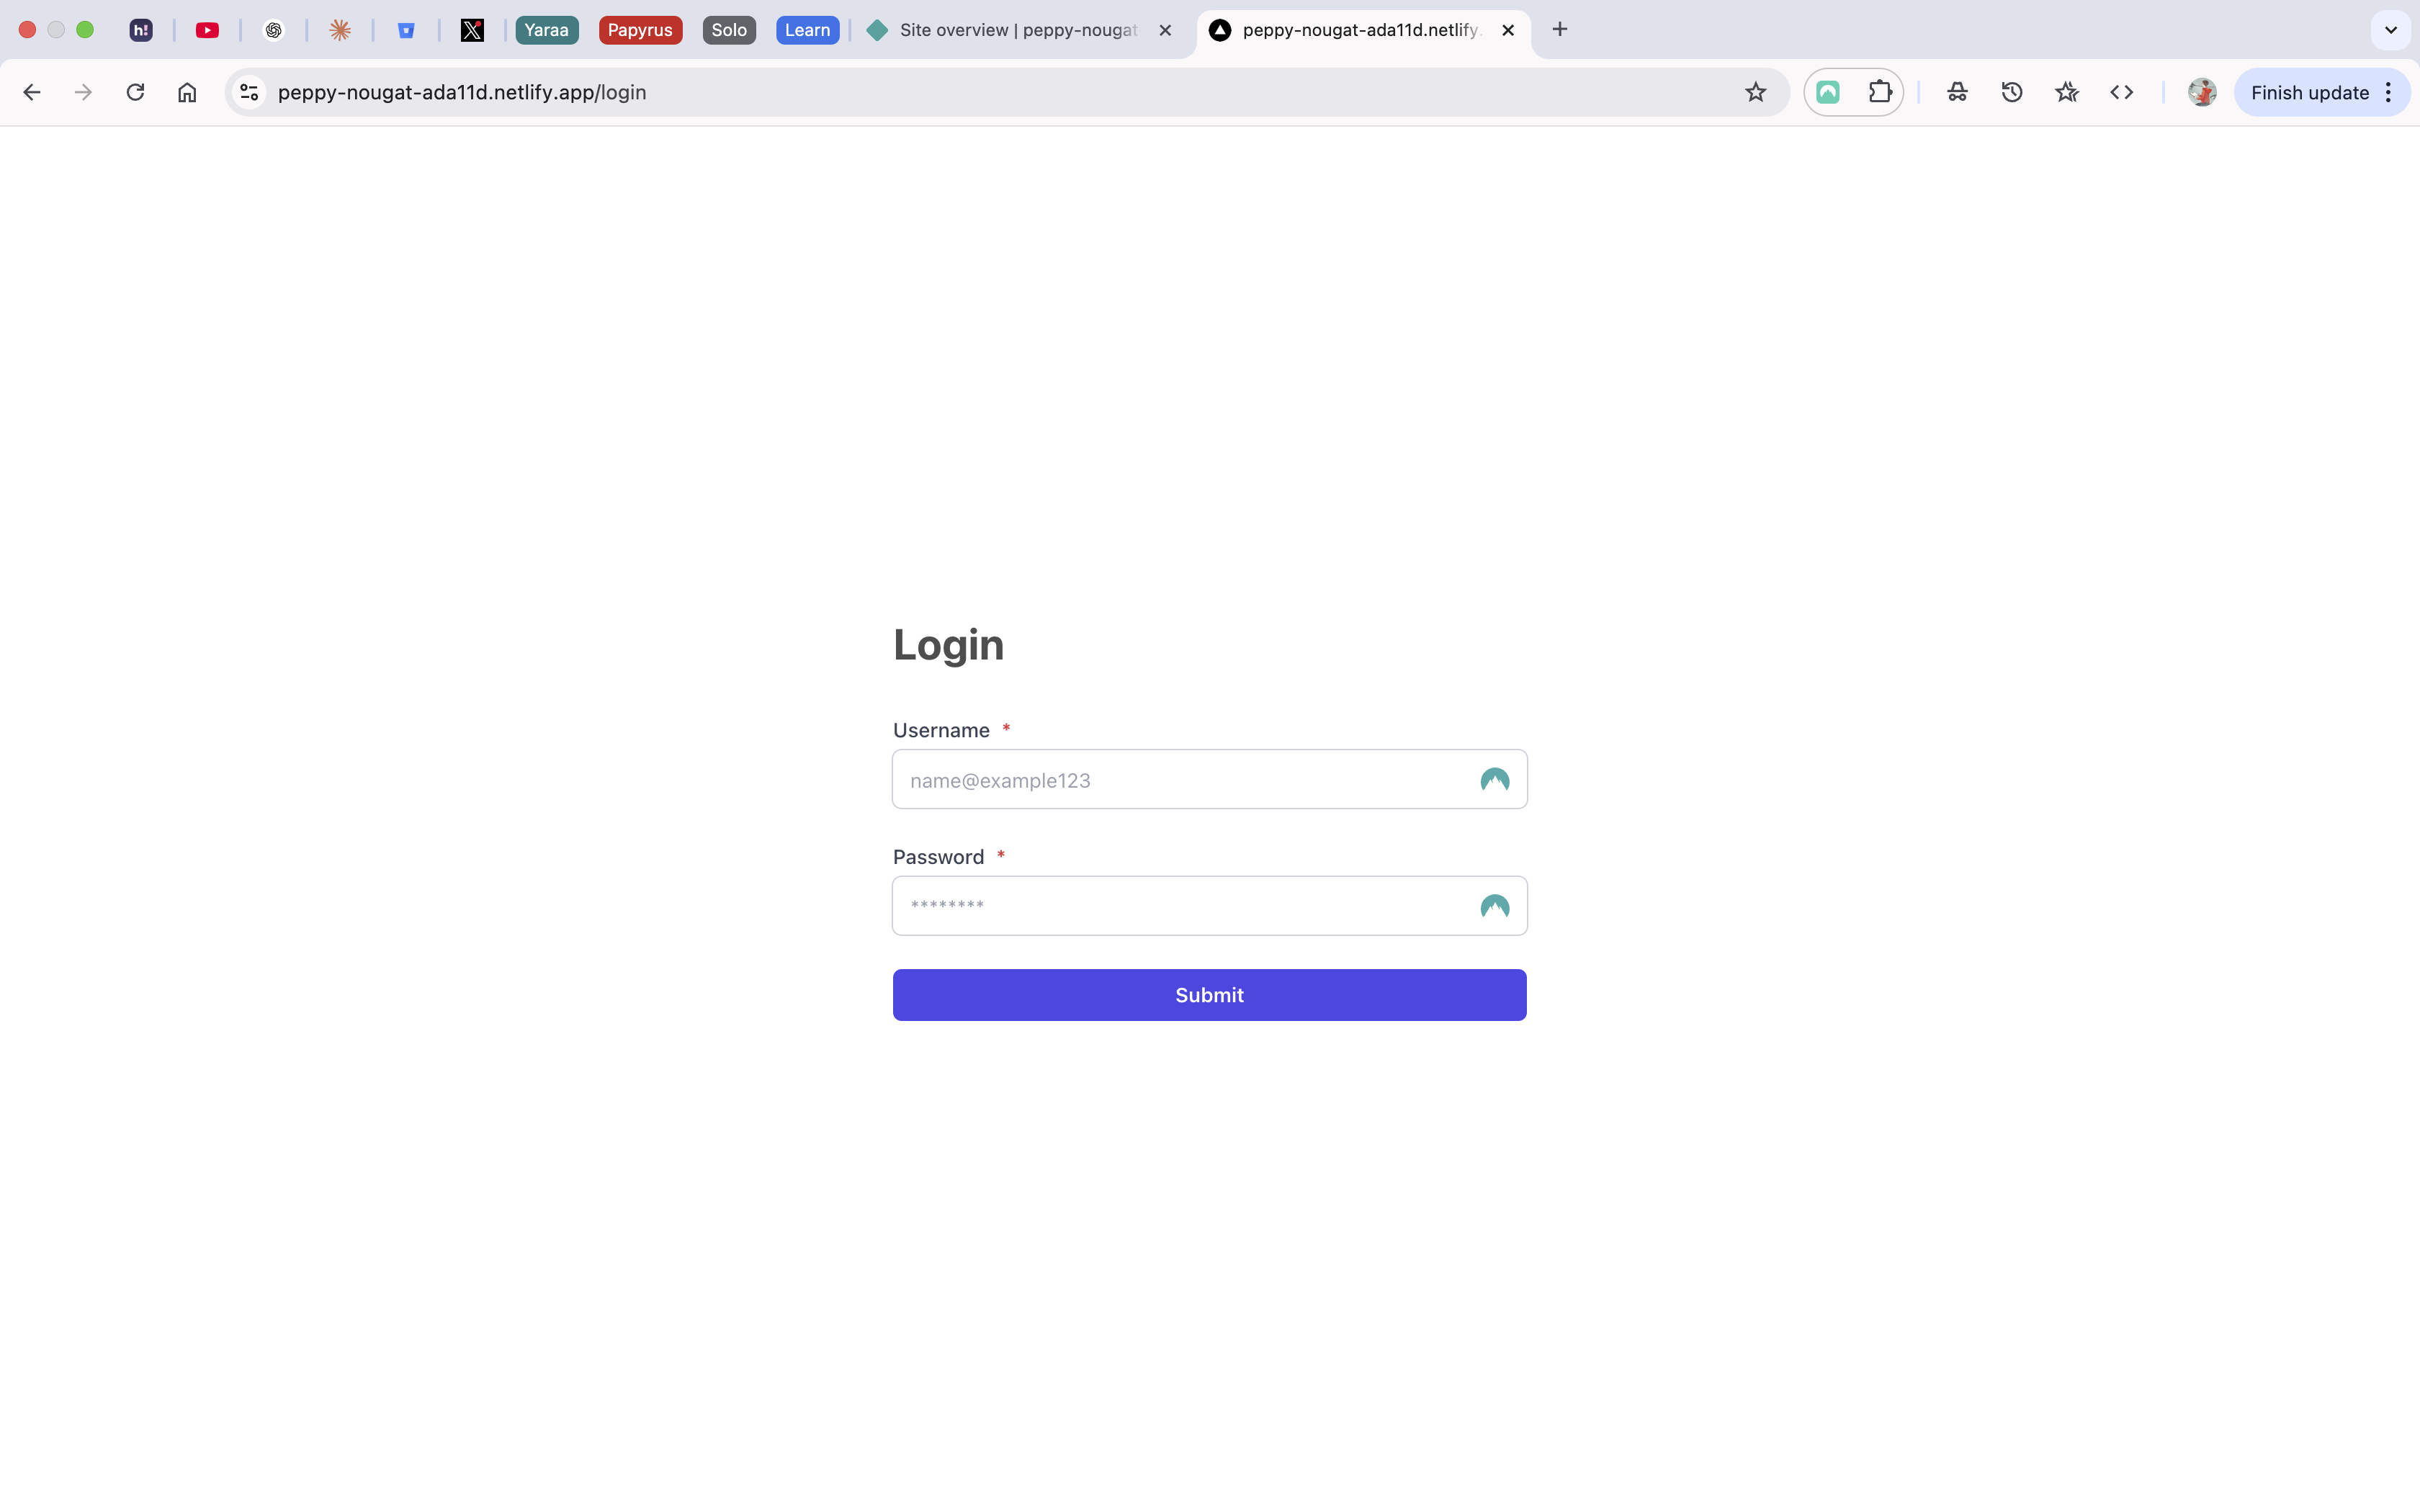 h!
Yaraa
Papyrus
Solo
Learn
Site overview | peppy-nougat
peppy-nougat-ada11d.netlify.
peppy-nougat-ada11d.netlify.app/login
Finish update
Login
Username *
name@example123
Password *
********
Submit